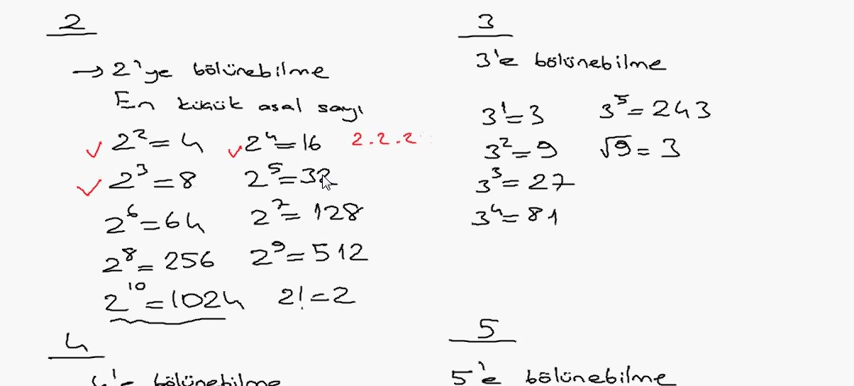 2
→ 2'ye bölünebilme
En küçük asal sayı
2² = 4 2⁴ = 16 2.2.2
2³ = 8 2⁵ = 32
2⁶ = 64 2⁷ = 128
2⁸ = 256 2⁹ = 512
2¹⁰ = 1024 2! = 2
3
3'e bölünebilme
3¹ = 3 3⁵ = 243
3² = 9 √9 = 3
3³ = 27
3⁴ = 81
4
4'e bölünebilme
5
5'e bölünebilme